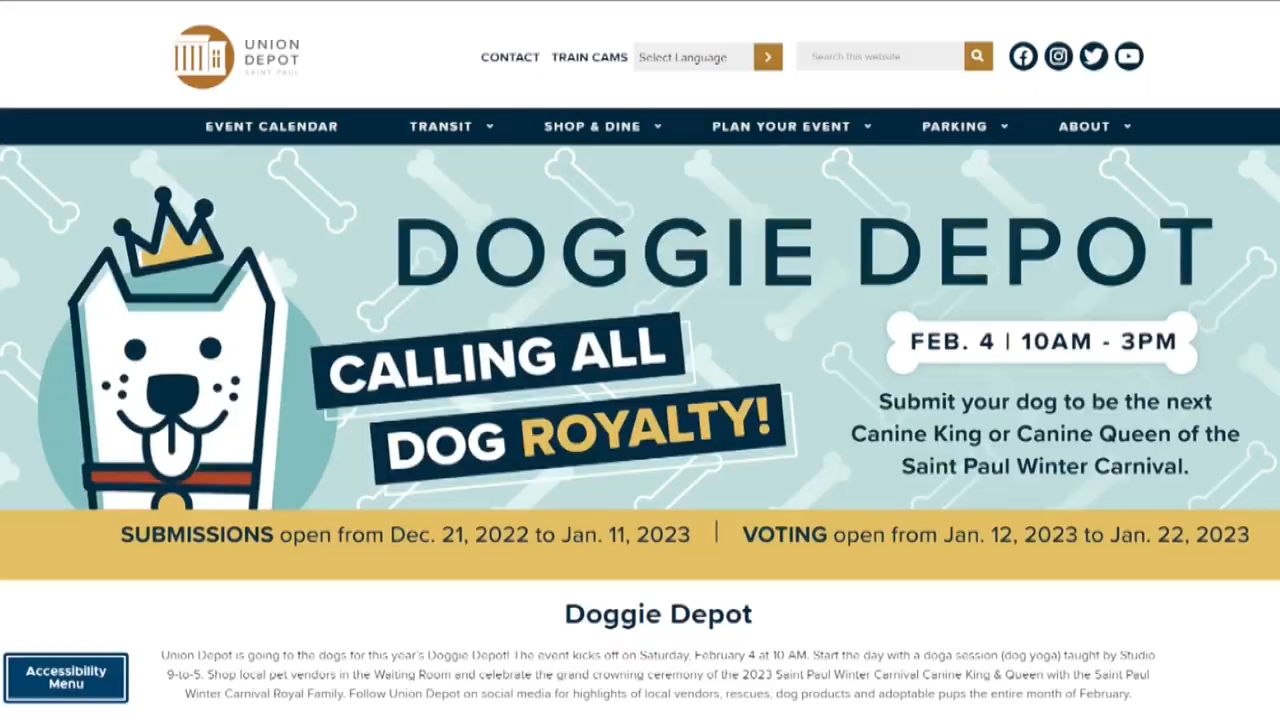 UNION
DEPOT
SAINT PAUL
CONTACT TRAIN CAMS Select Language Search this website
EVENT CALENDAR TRANSIT SHOP & DINE PLAN YOUR EVENT PARKING ABOUT
DOGGIE DEPOT
CALLING ALL
DOG ROYALTY!
FEB. 4 | 10AM - 3PM
Submit your dog to be the next
Canine King or Canine Queen of the
Saint Paul Winter Carnival.
SUBMISSIONS open from Dec. 21, 2022 to Jan. 11, 2023 | VOTING open from Jan. 12, 2023 to Jan. 22, 2023
Doggie Depot
Union Depot is going to the dogs for this year's Doggie Depot! The event kicks off on Saturday, February 4 at 10 AM. Start the day with a doga session (dog yoga) taught by Studio
9-to-5. Shop local pet vendors in the Waiting Room and celebrate the grand crowning ceremony of the 2023 Saint Paul Winter Carnival Canine King & Queen with the Saint Paul
Winter Carnival Royal Family. Follow Union Depot on social media for highlights of local vendors, rescues, dog products and adoptable pups the entire month of February.
Accessibility
Menu